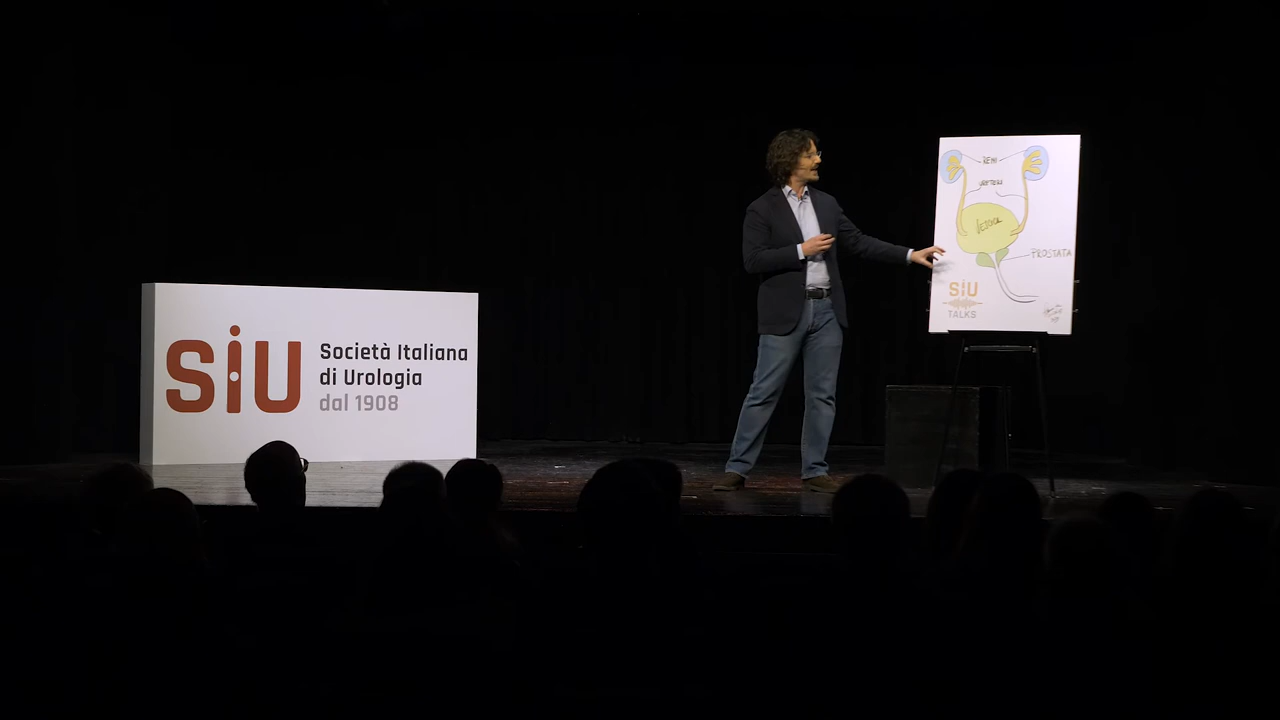 SiU
Società Italiana
di Urologia
dal 1908
RENI
URETERI
VESCICA
PROSTATA
SiU
TALKS